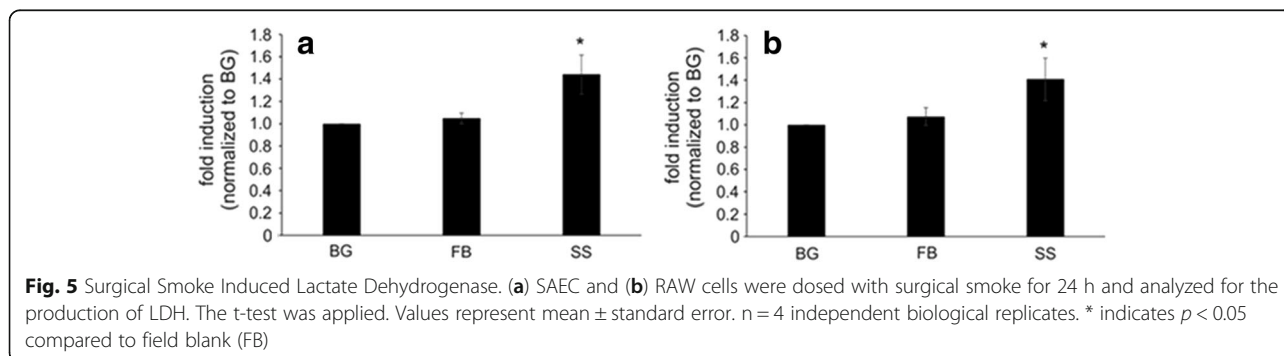 a
1.8
1.6
1.4
1.2
1.0
0.8
0.6
0.4
0.2
0
fold induction
(normalized to BG)
*
BG FB SS
b
1.8
1.6
1.4
1.2
1.0
0.8
0.6
0.4
0.2
0
fold induction
(normalized to BG)
*
BG FB SS
Fig. 5 Surgical Smoke Induced Lactate Dehydrogenase. (a) SAEC and (b) RAW cells were dosed with surgical smoke for 24 h and analyzed for the
production of LDH. The t-test was applied. Values represent mean ± standard error. n = 4 independent biological replicates. * indicates p < 0.05
compared to field blank (FB)